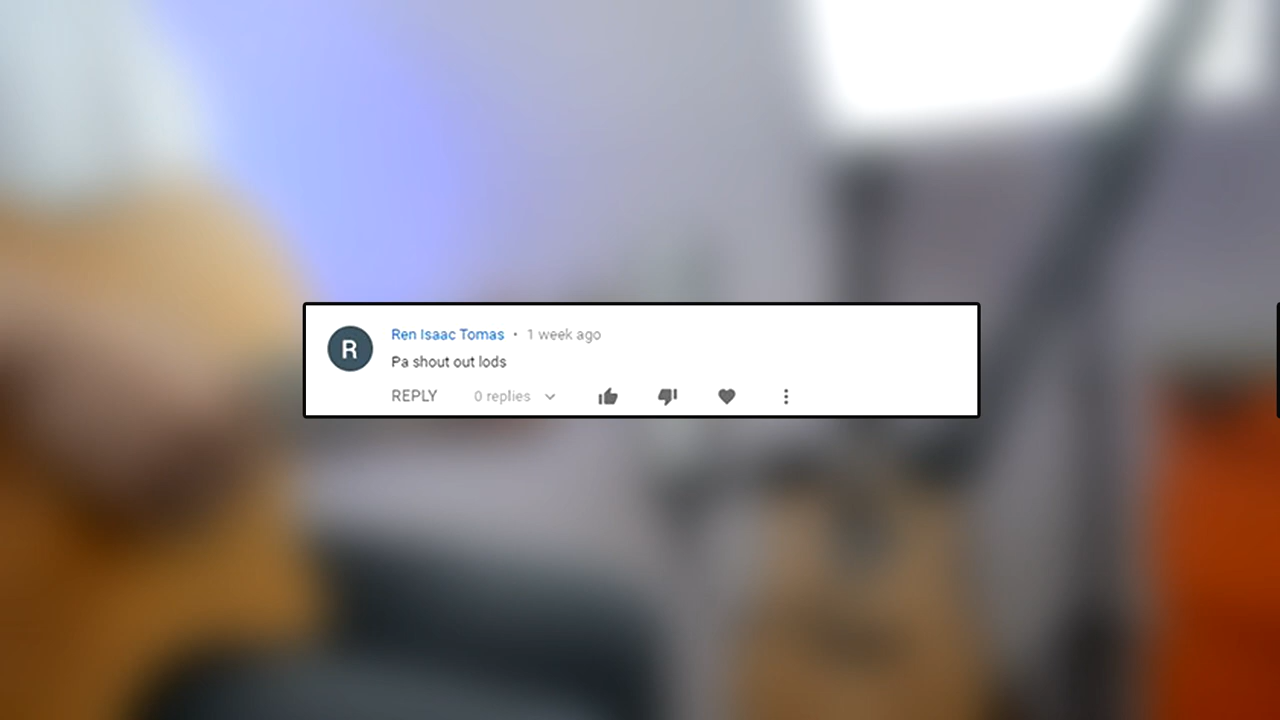 R
Ren Isaac Tomas • 1 week ago
Pa shout out lods
REPLY 0 replies